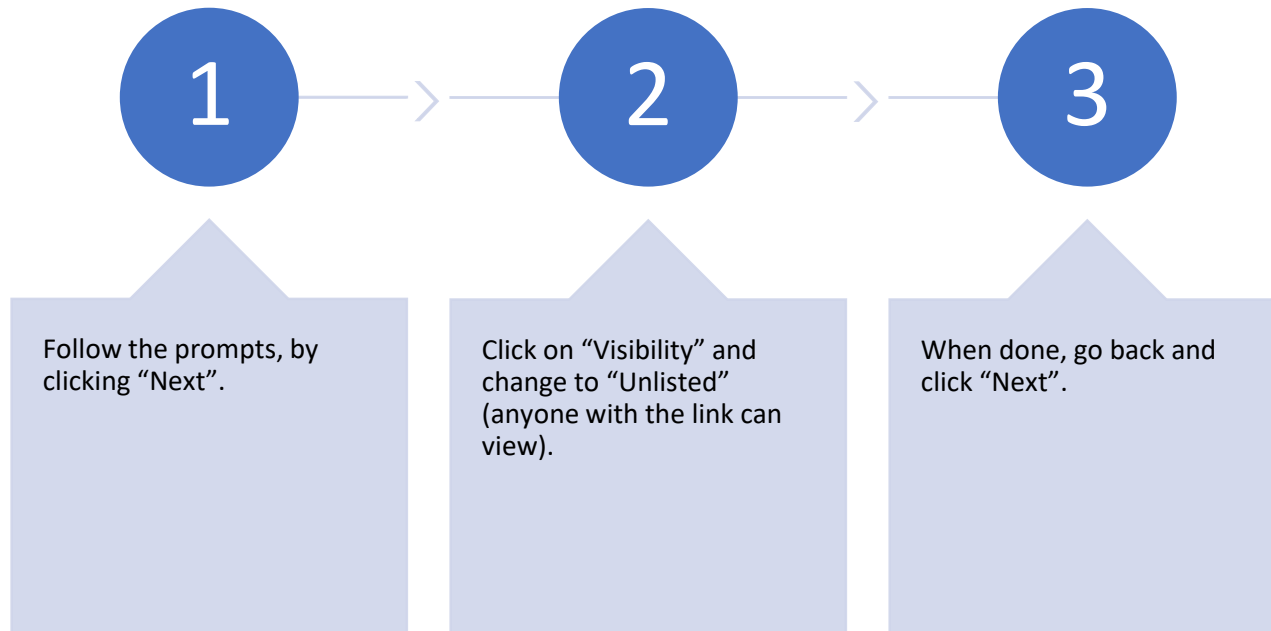 1
2
3
Follow the prompts, by
clicking “Next”.
Click on “Visibility” and
change to “Unlisted”
(anyone with the link can
view).
When done, go back and
click “Next”.